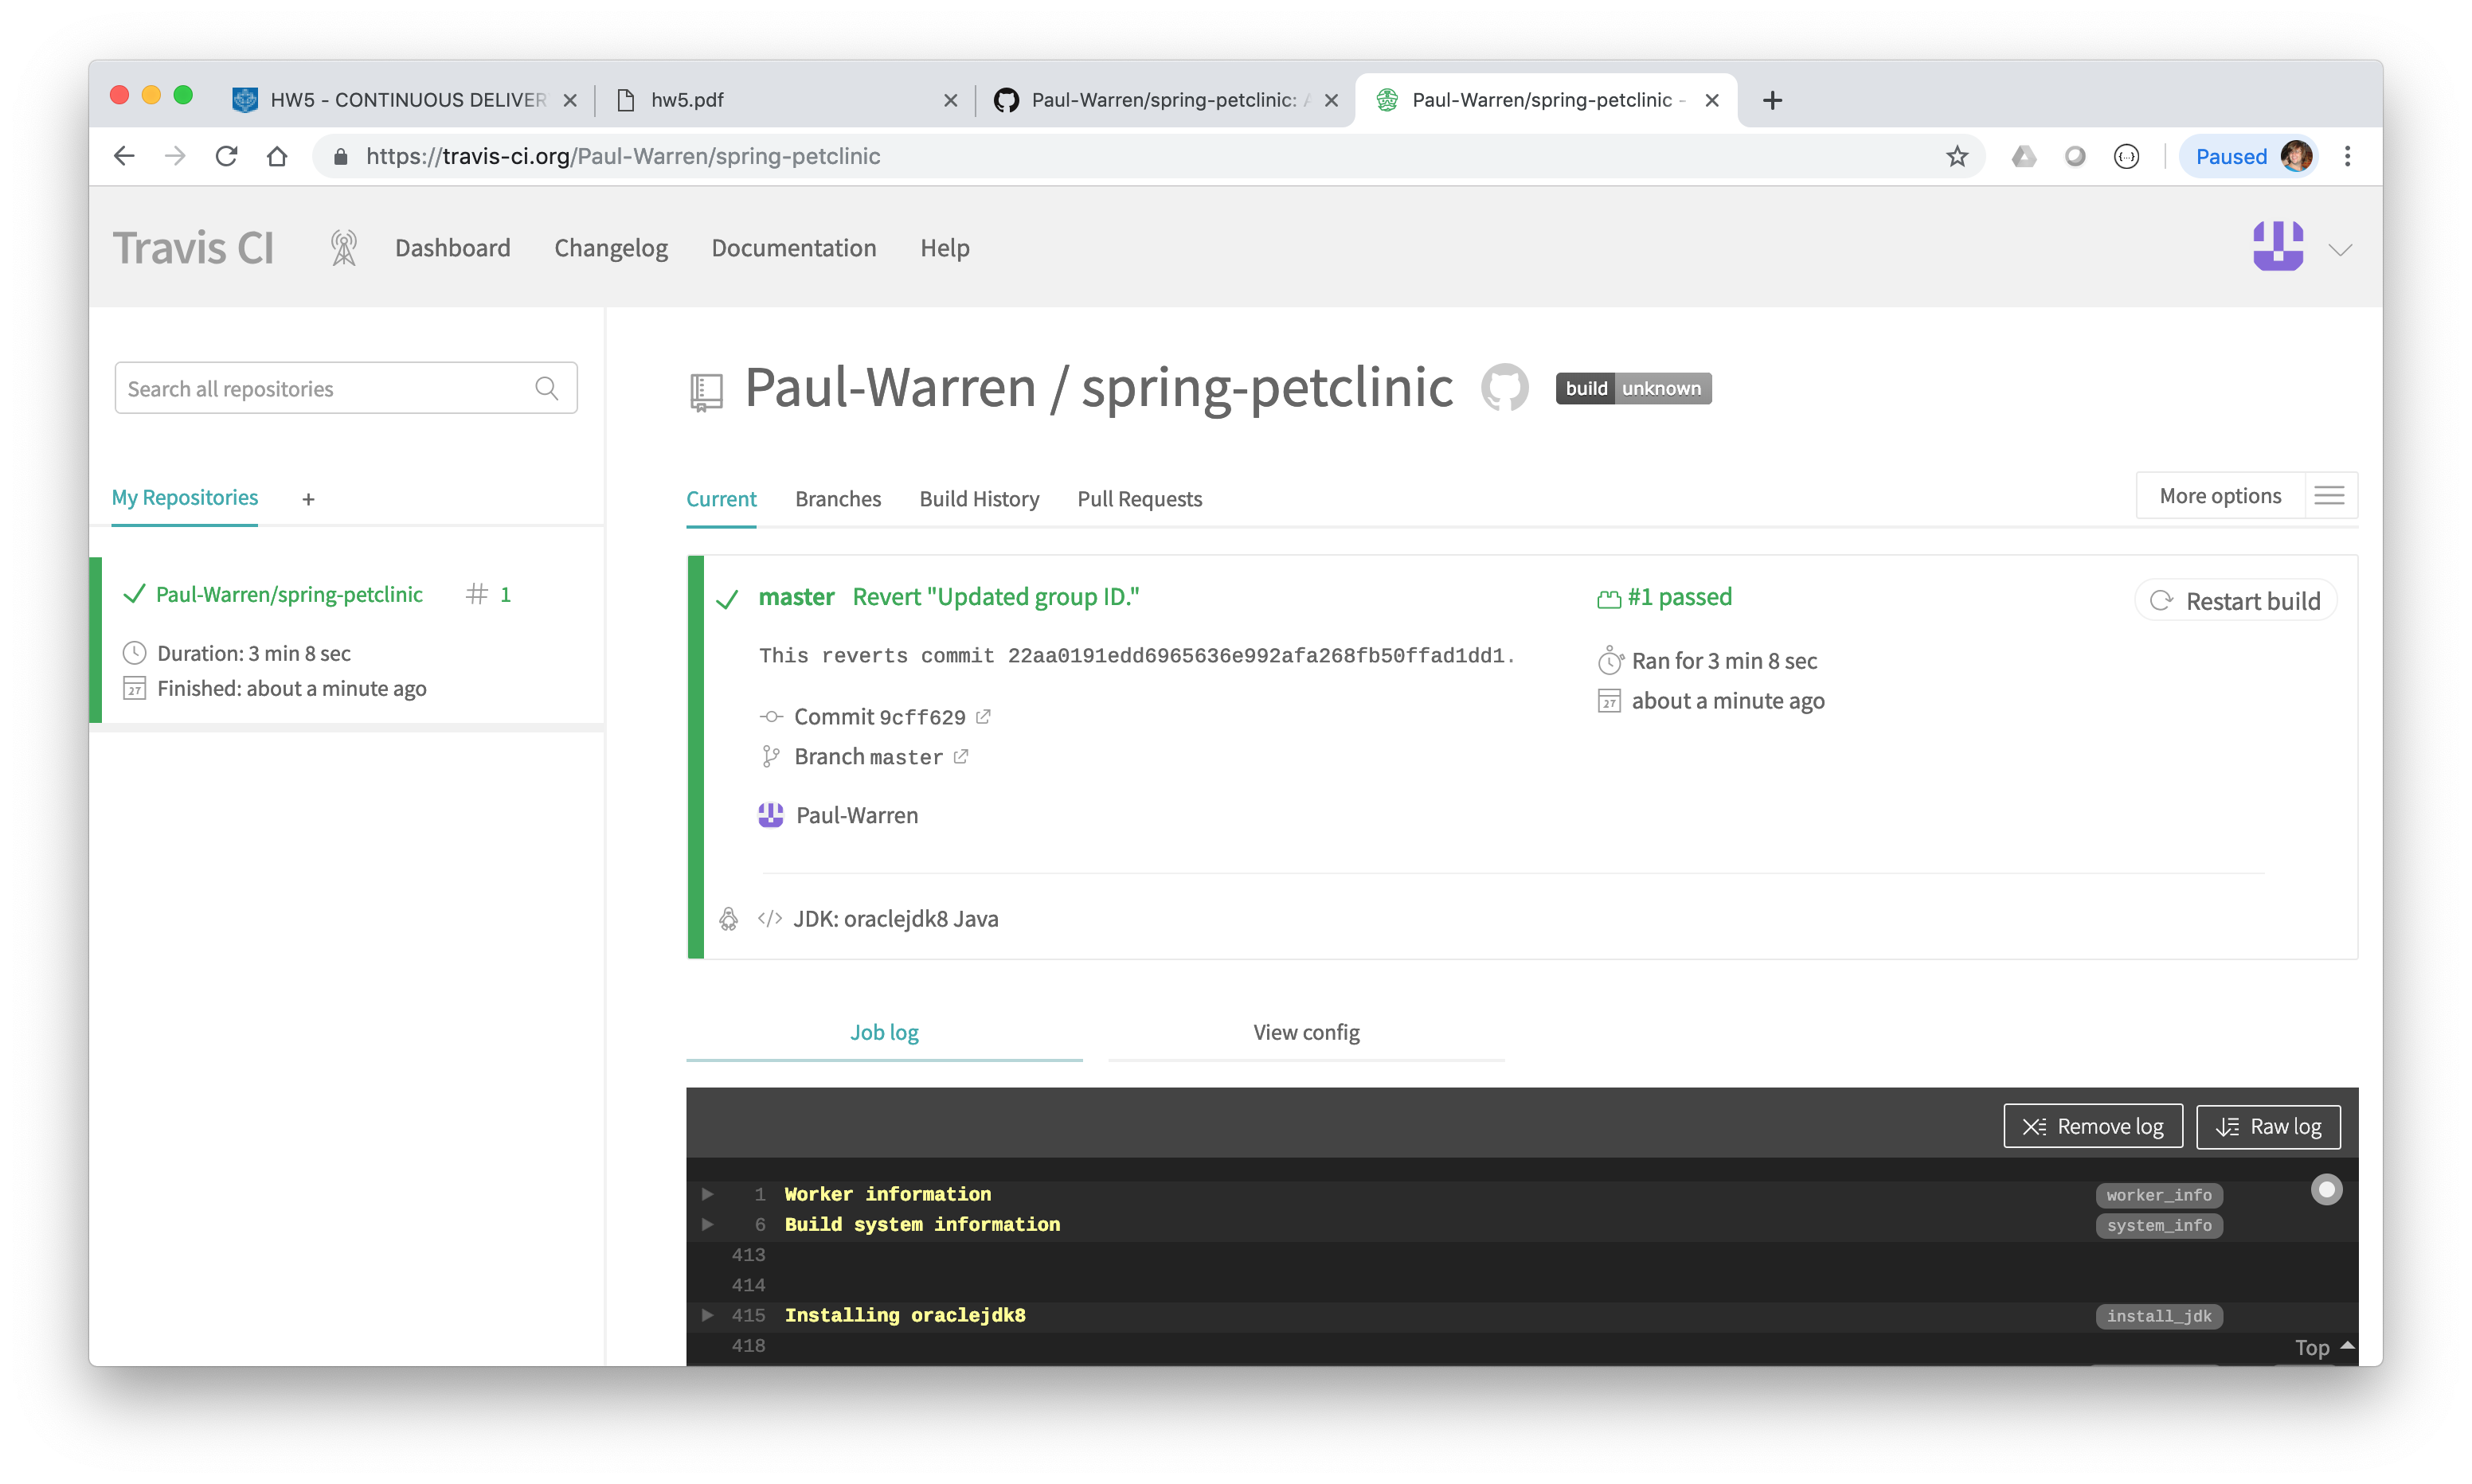 HW5 - CONTINUOUS DELIVER
hw5.pdf
Paul-Warren/spring-petclinic: A
Paul-Warren/spring-petclinic -
https://travis-ci.org/Paul-Warren/spring-petclinic
Paused
Travis CI
Dashboard
Changelog
Documentation
Help
Search all repositories
My Repositories
+
Paul-Warren/spring-petclinic # 1
Duration: 3 min 8 sec
27 Finished: about a minute ago
Paul-Warren / spring-petclinic
build unknown
Current
Branches
Build History
Pull Requests
More options
master Revert "Updated group ID."
This reverts commit 22aa0191edd6965636e992afa268fb50ffad1dd1.
Commit 9cff629
Branch master
Paul-Warren
#1 passed
Ran for 3 min 8 sec
27 about a minute ago
Restart build
</> JDK: oraclejdk8 Java
Job log
View config
Remove log
Raw log
1 Worker information worker_info
6 Build system information system_info
413
414
415 Installing oraclejdk8 install_jdk
418
Top